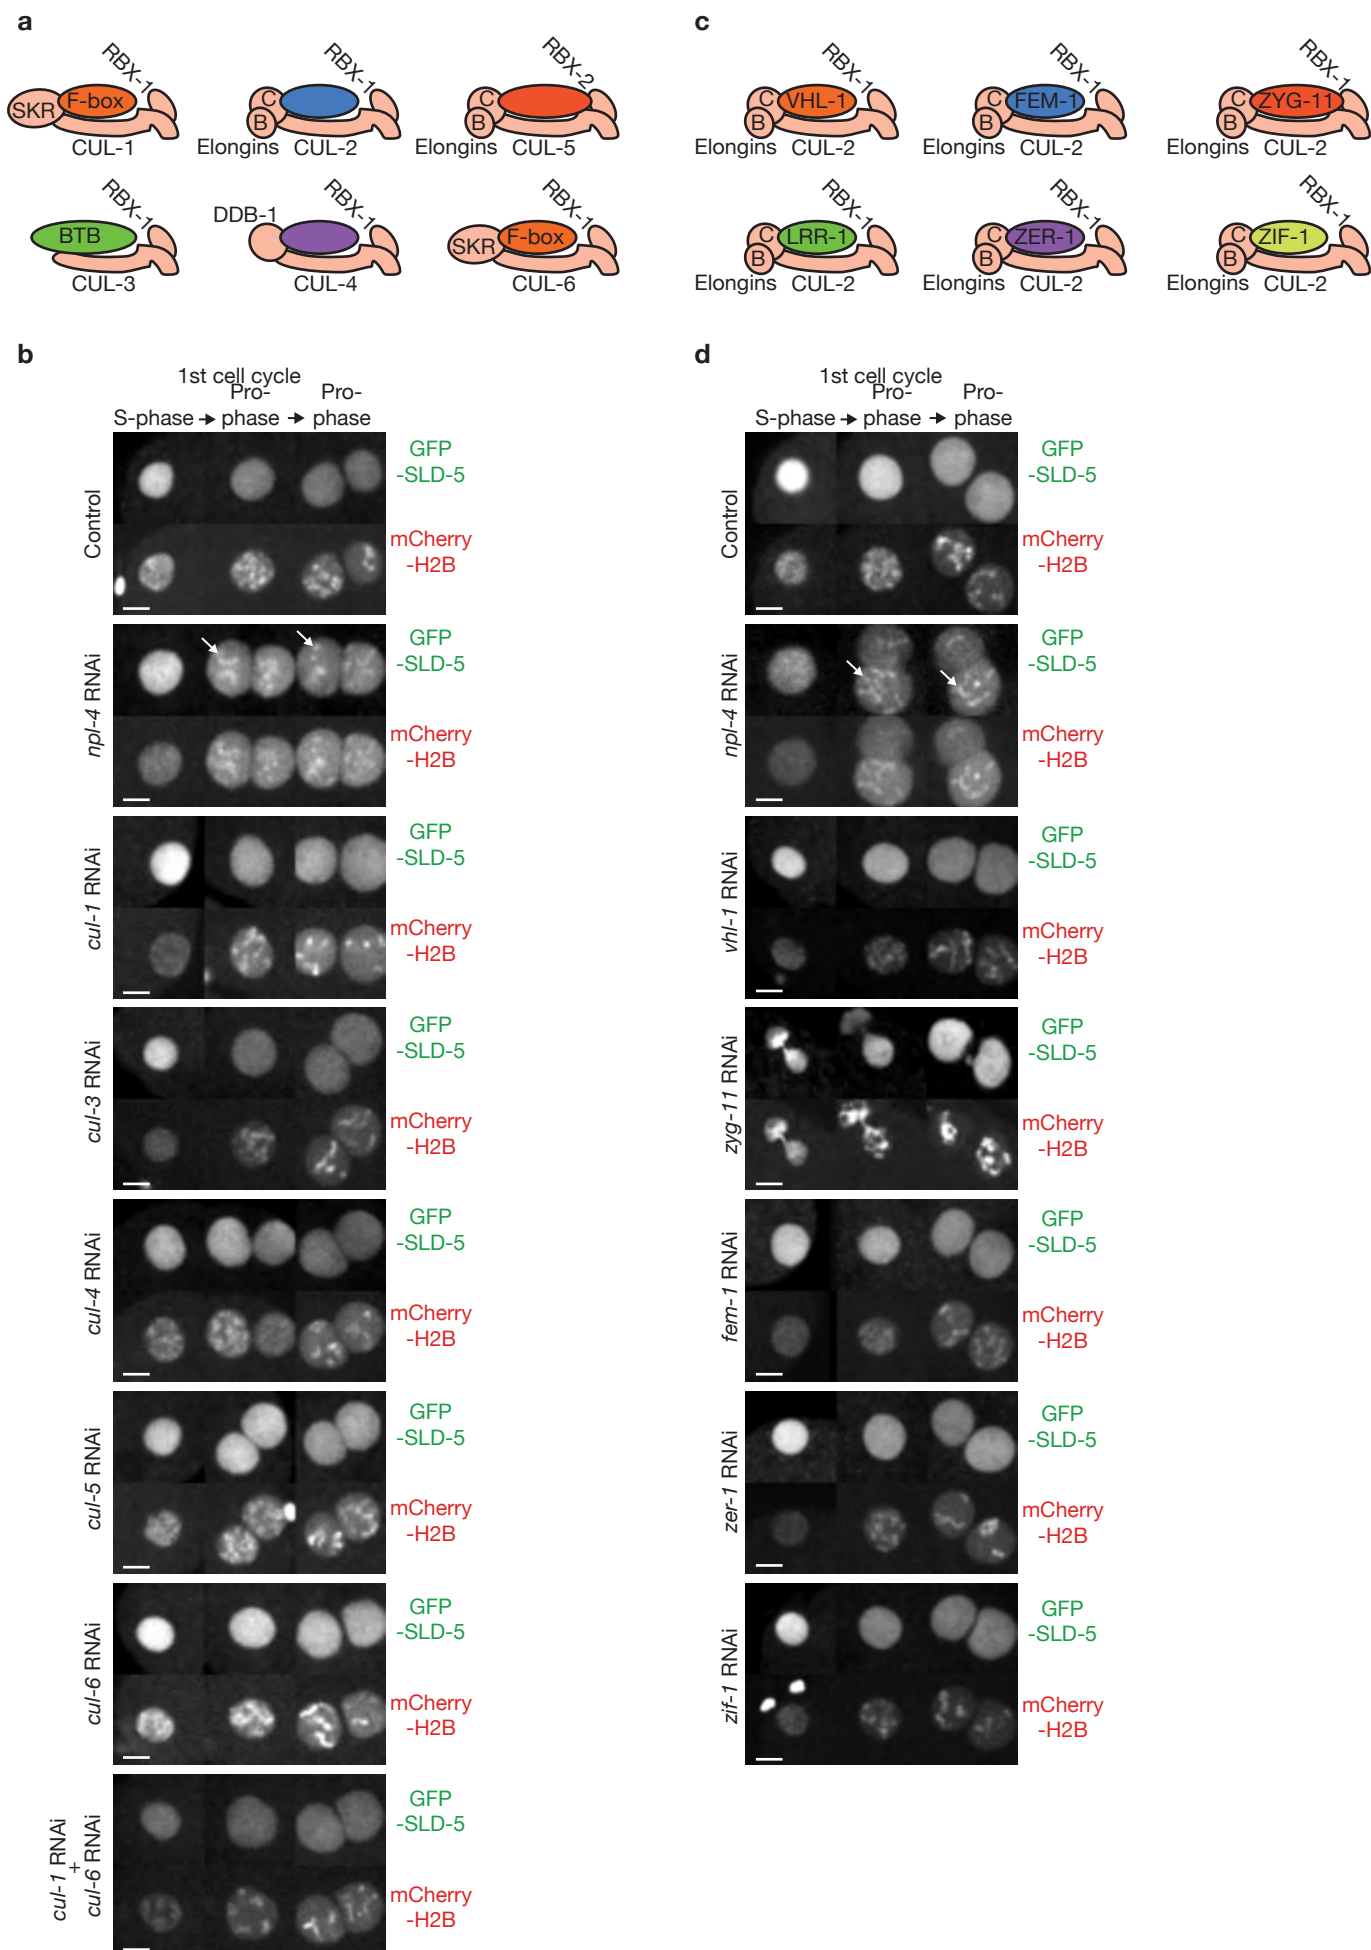 a
RBX-1
SKR
F-box
CUL-1
RBX-1
C
B
Elongins CUL-2
RBX-2
C
B
Elongins CUL-5
RBX-1
BTB
CUL-3
DDB-1
RBX-1
CUL-4
RBX-1
SKR
F-box
CUL-6
c
RBX-1
C
VHL-1
B
Elongins CUL-2
RBX-1
C
FEM-1
B
Elongins CUL-2
RBX-1
C
ZYG-11
B
Elongins CUL-2
RBX-1
C
LRR-1
B
Elongins CUL-2
RBX-1
C
ZER-1
B
Elongins CUL-2
RBX-1
C
ZIF-1
B
Elongins CUL-2
b
1st cell cycle
S-phase
Pro-
phase
Pro-
phase
Control
GFP
-SLD-5
mCherry
-H2B
npl-4 RNAi
GFP
-SLD-5
mCherry
-H2B
cul-1 RNAi
GFP
-SLD-5
mCherry
-H2B
cul-3 RNAi
GFP
-SLD-5
mCherry
-H2B
cul-4 RNAi
GFP
-SLD-5
mCherry
-H2B
cul-5 RNAi
GFP
-SLD-5
mCherry
-H2B
cul-6 RNAi
GFP
-SLD-5
mCherry
-H2B
cul-1 RNAi
+
cul-6 RNAi
GFP
-SLD-5
mCherry
-H2B
d
1st cell cycle
S-phase
Pro-
phase
Pro-
phase
Control
GFP
-SLD-5
mCherry
-H2B
npl-4 RNAi
GFP
-SLD-5
mCherry
-H2B
vhl-1 RNAi
GFP
-SLD-5
mCherry
-H2B
zyg-11 RNAi
GFP
-SLD-5
mCherry
-H2B
fem-1 RNAi
GFP
-SLD-5
mCherry
-H2B
zer-1 RNAi
GFP
-SLD-5
mCherry
-H2B
zif-1 RNAi
GFP
-SLD-5
mCherry
-H2B